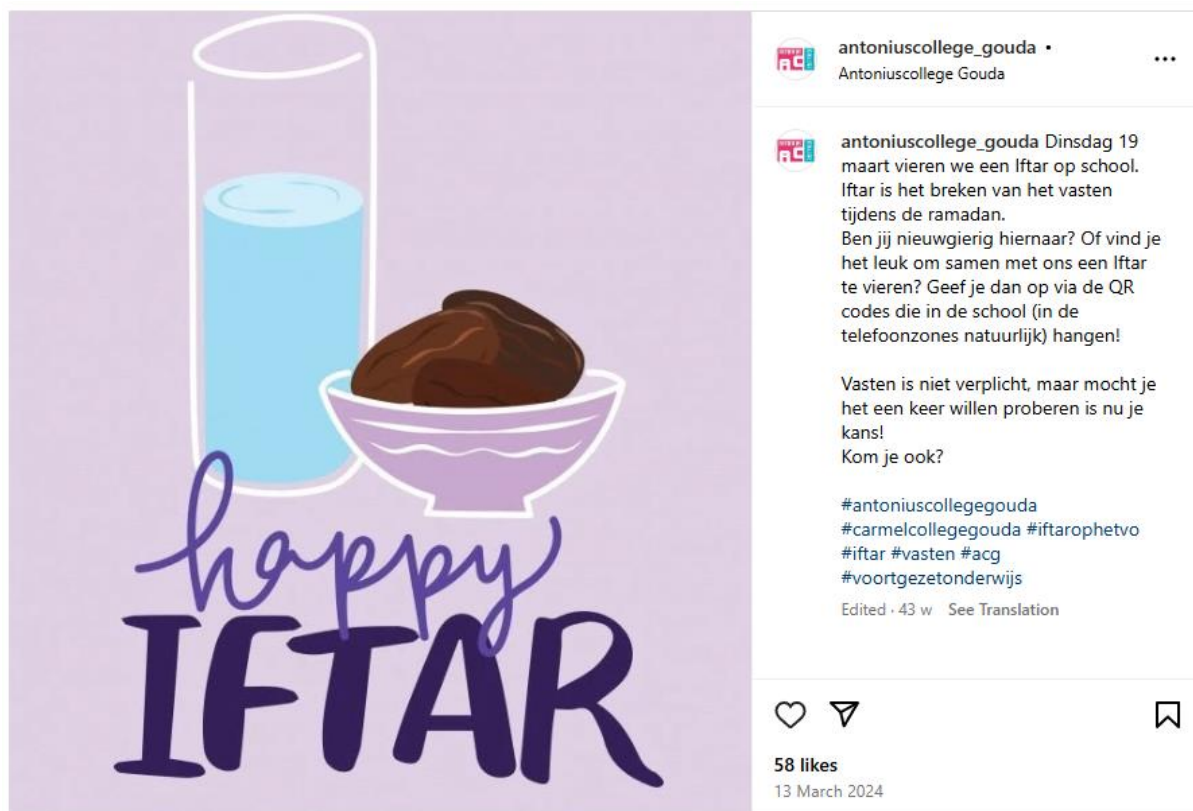 happy
IFTAR
antoniuscollege_gouda •
Antoniuscollege Gouda
antoniuscollege_gouda Dinsdag 19
maart vieren we een Iftar op school.
Iftar is het breken van het vasten
tijdens de ramadan.
Ben jij nieuwgierig hiernaar? Of vind je
het leuk om samen met ons een Iftar
te vieren? Geef je dan op via de QR
codes die in de school (in de
telefoonzones natuurlijk) hangen!
Vasten is niet verplicht, maar mocht je
het een keer willen proberen is nu je
kans!
Kom je ook?
#antoniuscollegegouda
#carmelcollegegouda #iftarophetvo
#iftar #vasten #acg
#voortgezetonderwijs
Edited · 43 w See Translation
58 likes
13 March 2024